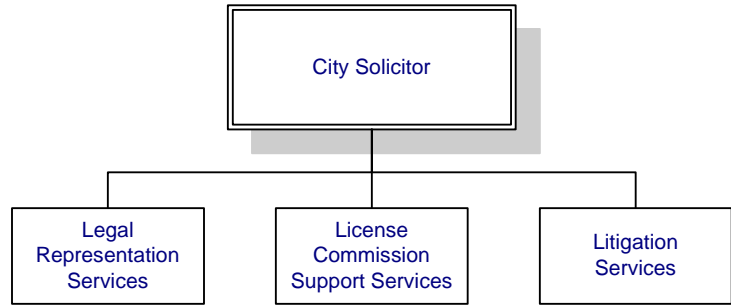 City Solicitor
Legal
Representation
Services
License
Commission
Support Services
Litigation
Services